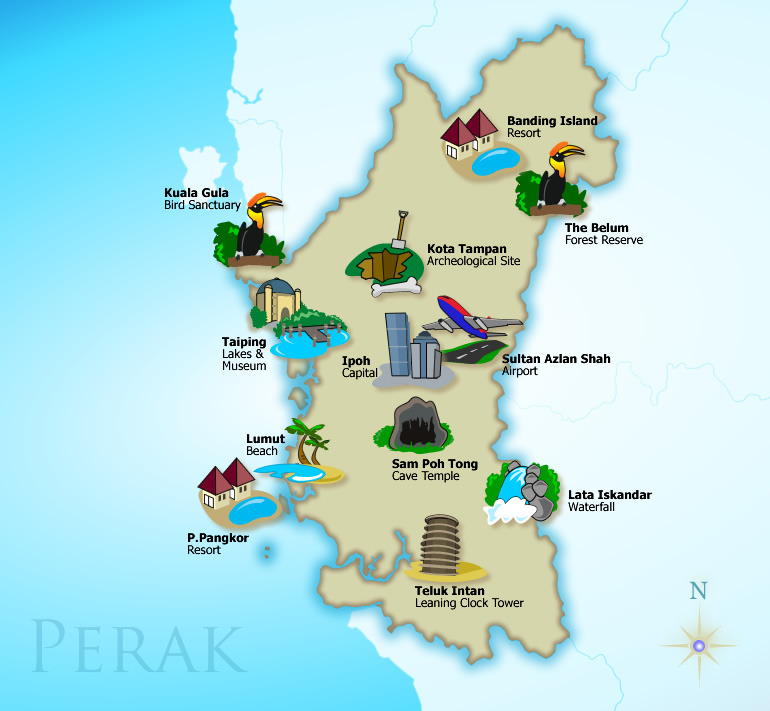 Banding Island
Resort
Kuala Gula
Bird Sanctuary
The Belum
Forest Reserve
Kota Tampan
Archeological Site
Taiping
Lakes &
Museum
Ipoh
Capital
Sultan Azlan Shah
Airport
Lumut
Beach
Sam Poh Tong
Cave Temple
Lata Iskandar
Waterfall
P.Pangkor
Resort
Teluk Intan
Leaning Clock Tower
N
PERAK